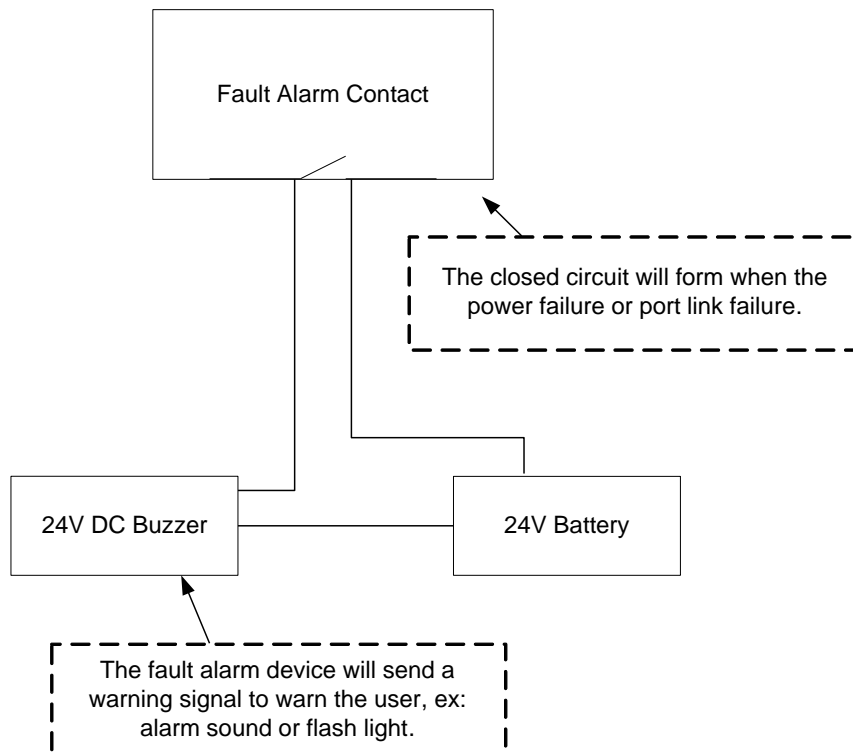 Fault Alarm Contact
The closed circuit will form when the
power failure or port link failure.
24V DC Buzzer
24V Battery
The fault alarm device will send a
warning signal to warn the user, ex:
alarm sound or flash light.